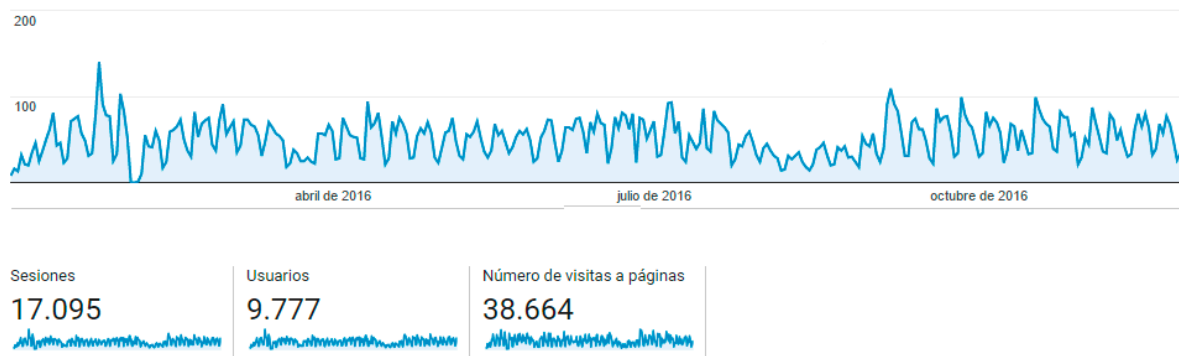 200
100
abril de 2016
julio de 2016
octubre de 2016
Sesiones
17.095
Usuarios
9.777
Número de visitas a páginas
38.664